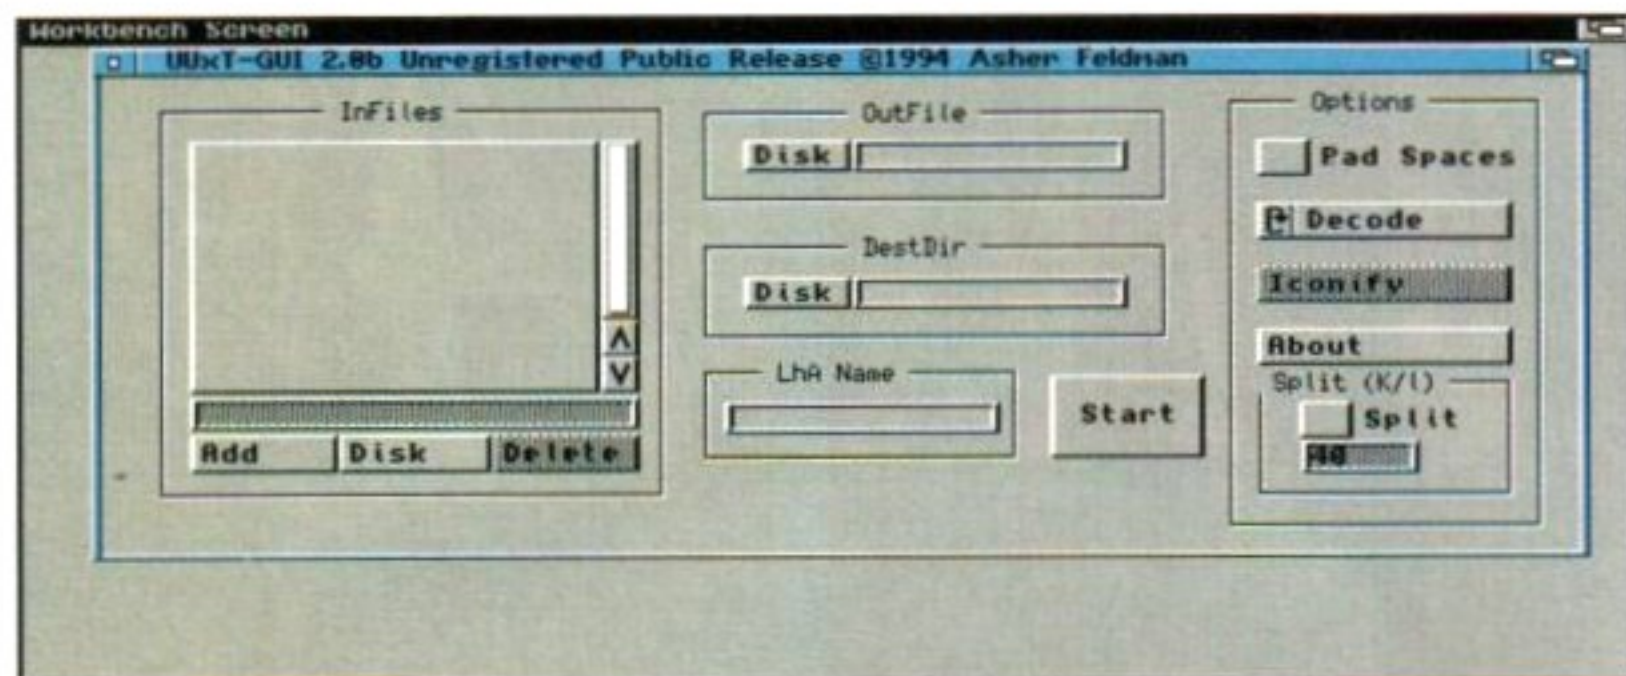 Workbench Screen
UUxT-GUI 2.0b Unregistered Public Release ©1994 Asher Feldman
InFiles
Add
Disk
Delete
OutFile
Disk
DestDir
Disk
LhA Name
Start
Options
Pad Spaces
Decode
Iconify
About
Split (K/l)
Split
40